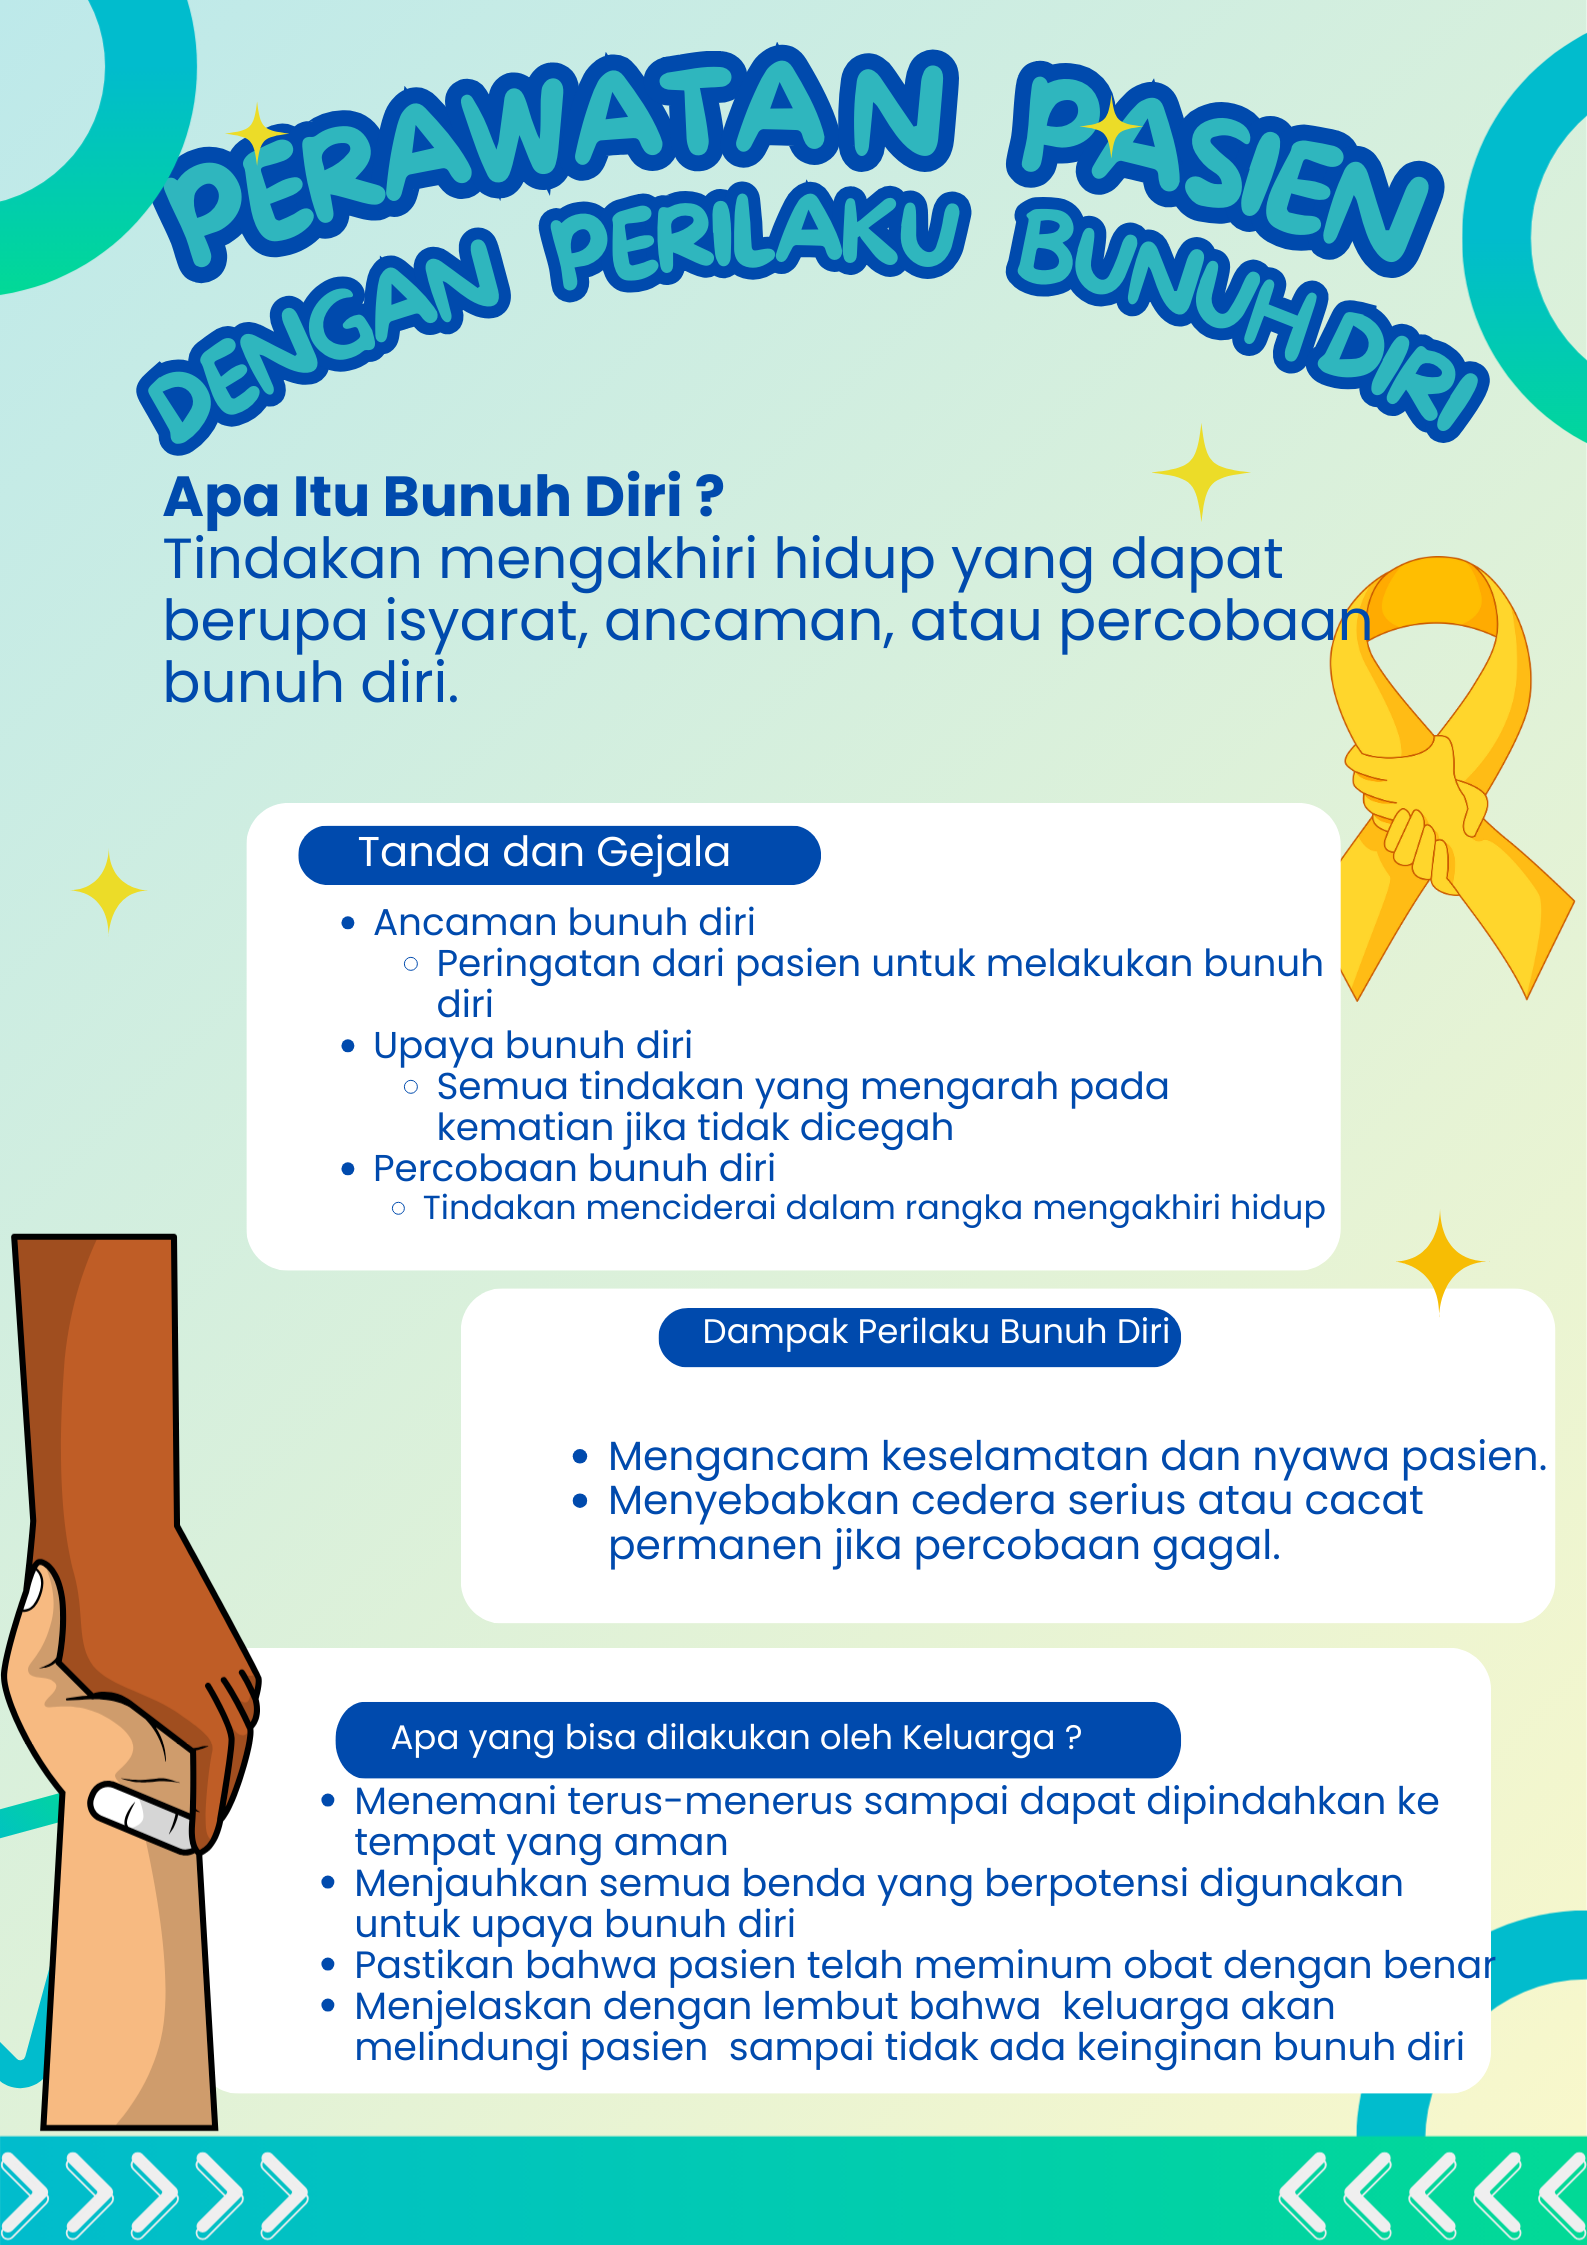 PERAWATAN PASIEN
DENGAN PERILAKU BUNUH DIRI
Apa Itu Bunuh Diri ?
Tindakan mengakhiri hidup yang dapat
berupa isyarat, ancaman, atau percobaan
bunuh diri.
Tanda dan Gejala
• Ancaman bunuh diri
○ Peringatan dari pasien untuk melakukan bunuh
diri
• Upaya bunuh diri
○ Semua tindakan yang mengarah pada
kematian jika tidak dicegah
• Percobaan bunuh diri
○ Tindakan menciderai dalam rangka mengakhiri hidup
Dampak Perilaku Bunuh Diri
• Mengancam keselamatan dan nyawa pasien.
• Menyebabkan cedera serius atau cacat
permanen jika percobaan gagal.
Apa yang bisa dilakukan oleh Keluarga ?
• Menemani terus-menerus sampai dapat dipindahkan ke
tempat yang aman
• Menjauhkan semua benda yang berpotensi digunakan
untuk upaya bunuh diri
• Pastikan bahwa pasien telah meminum obat dengan benar
• Menjelaskan dengan lembut bahwa keluarga akan
melindungi pasien sampai tidak ada keinginan bunuh diri